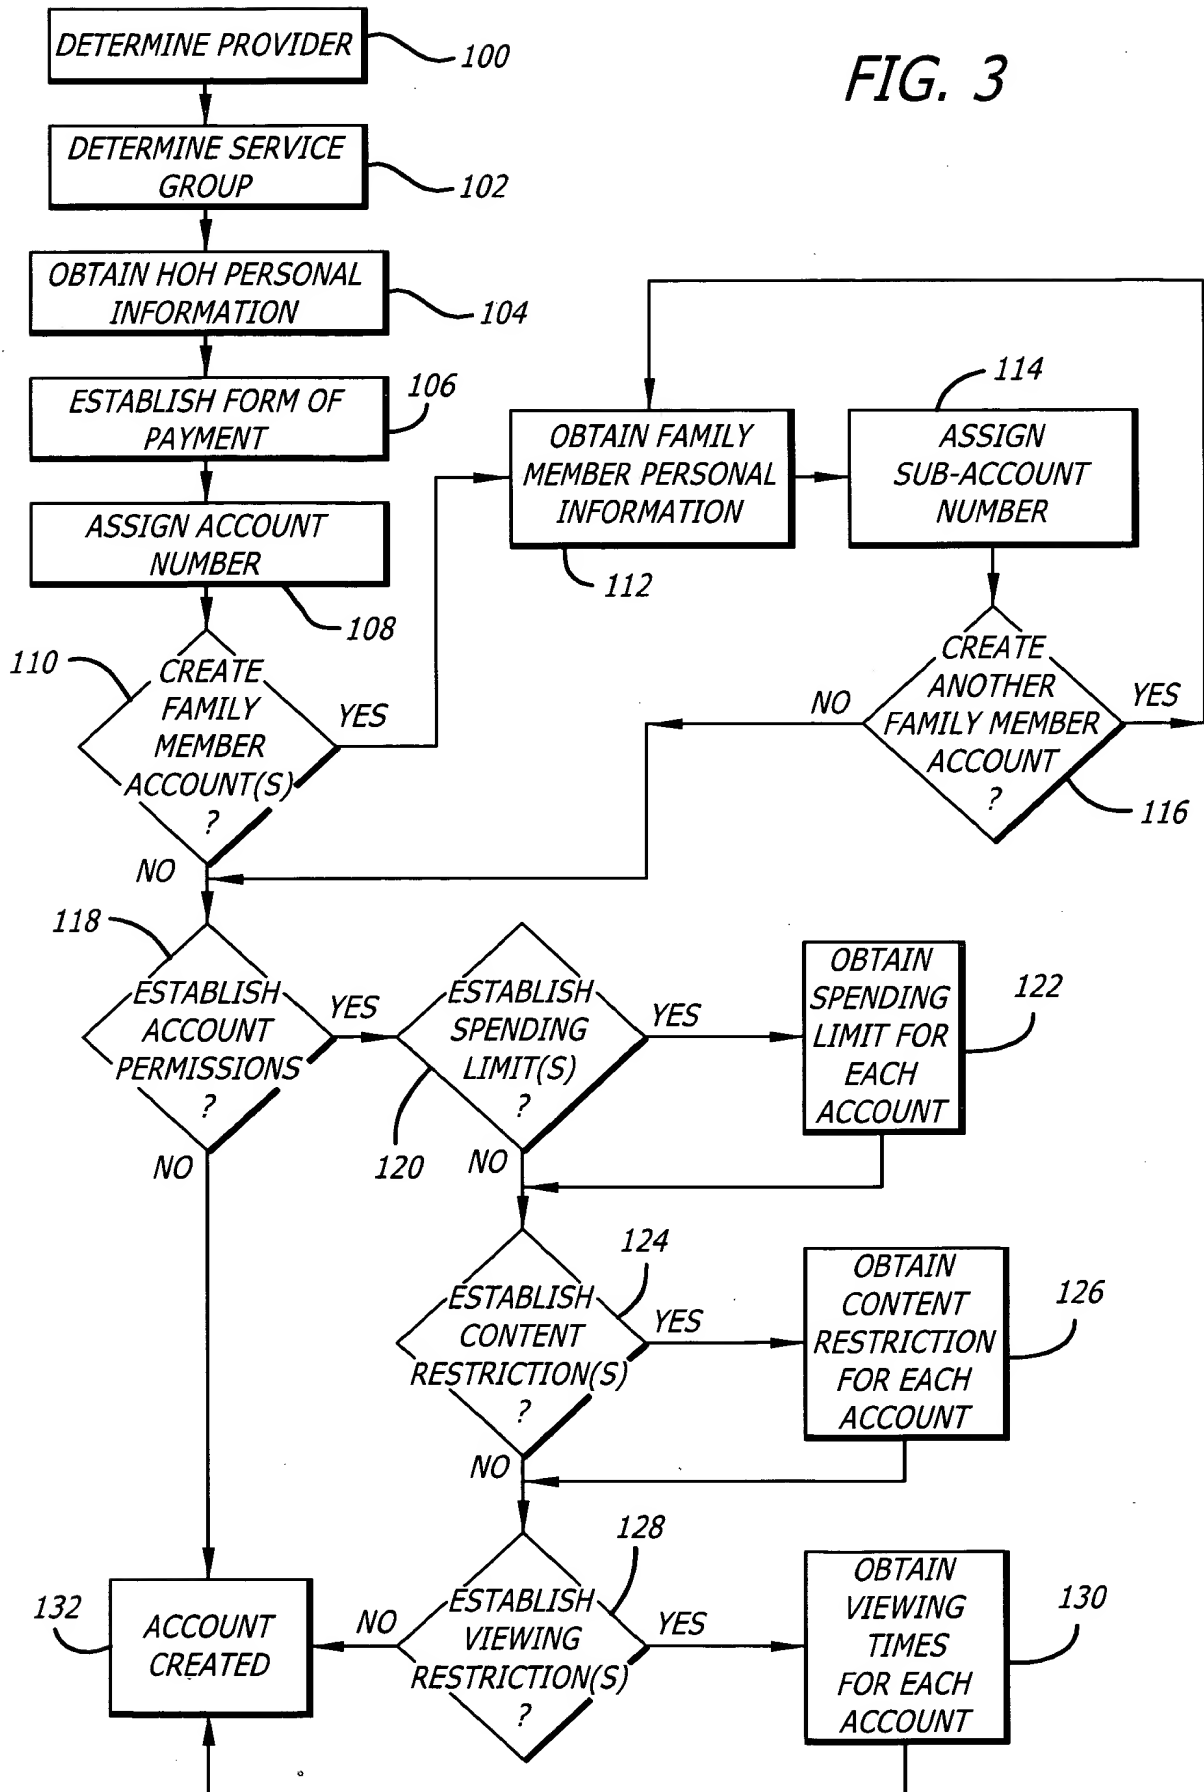 DETERMINE PROVIDER
100
FIG. 3
DETERMINE SERVICE
GROUP
102
OBTAIN HOH PERSONAL
INFORMATION
104
ESTABLISH FORM OF
PAYMENT
106
ASSIGN ACCOUNT
NUMBER
108
110
CREATE
FAMILY
MEMBER
ACCOUNT(S)
?
YES
NO
OBTAIN FAMILY
MEMBER PERSONAL
INFORMATION
112
114
ASSIGN
SUB-ACCOUNT
NUMBER
CREATE
ANOTHER
FAMILY MEMBER
ACCOUNT
?
NO
YES
116
118
ESTABLISH
ACCOUNT
PERMISSIONS
?
YES
NO
ESTABLISH
SPENDING
LIMIT(S)
?
120
YES
NO
OBTAIN
SPENDING
LIMIT FOR
EACH
ACCOUNT
122
124
ESTABLISH
CONTENT
RESTRICTION(S)
?
YES
NO
OBTAIN
CONTENT
RESTRICTION
FOR EACH
ACCOUNT
126
128
ESTABLISH
VIEWING
RESTRICTION(S)
?
NO
YES
OBTAIN
VIEWING
TIMES
FOR EACH
ACCOUNT
130
132
ACCOUNT
CREATED